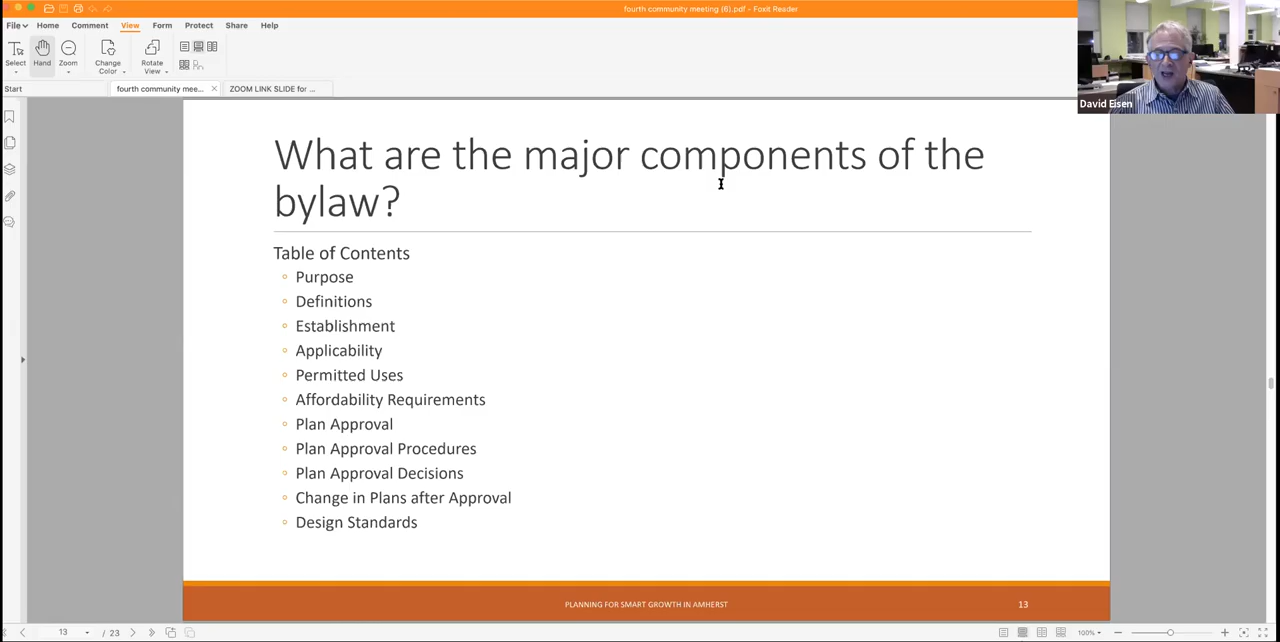 fourth community meeting (6).pdf - Foxit Reader
File Home Comment View Form Protect Share Help
Select Hand Zoom Change Color Rotate View
Start fourth community mee... ZOOM LINK SLIDE for ...
David Eisen
What are the major components of the
bylaw?
Table of Contents
Purpose
Definitions
Establishment
Applicability
Permitted Uses
Affordability Requirements
Plan Approval
Plan Approval Procedures
Plan Approval Decisions
Change in Plans after Approval
Design Standards
PLANNING FOR SMART GROWTH IN AMHERST 13
13 / 23 100%